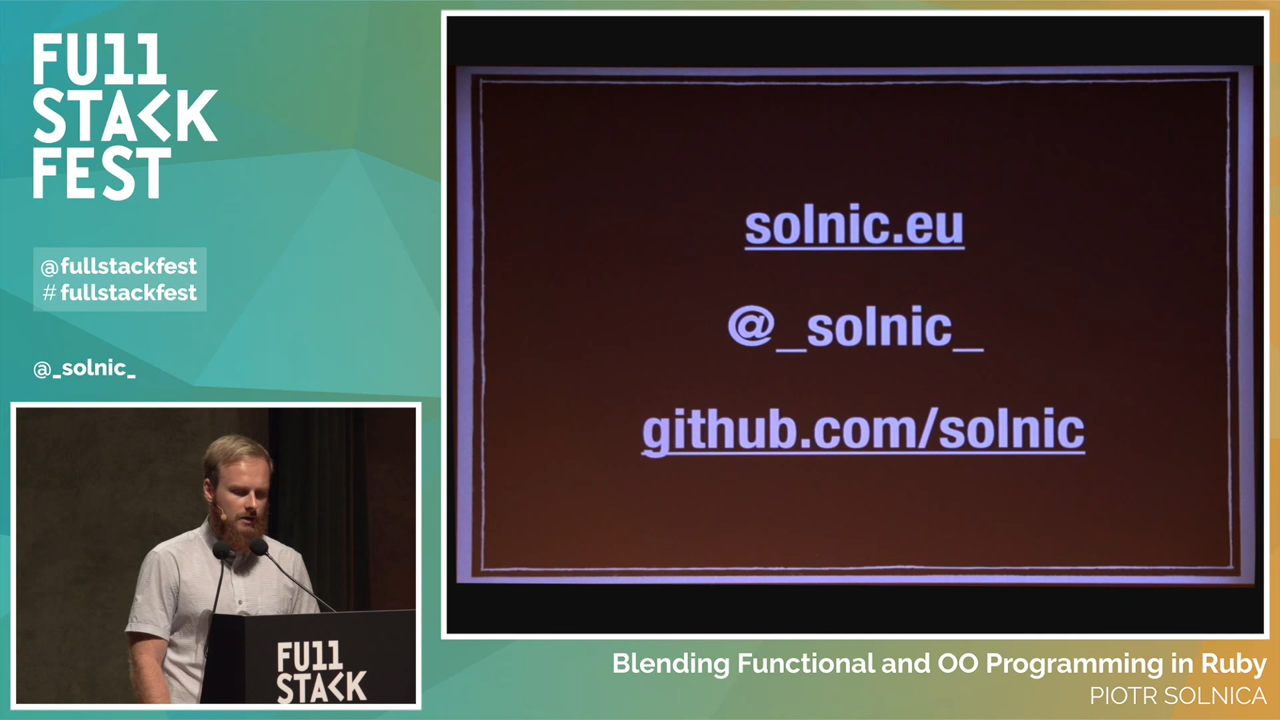 FU11
STACK
FEST
@fullstackfest
# fullstackfest
@_solnic_
solnic.eu
@_solnic_
github.com/solnic
FU11
STACK
Blending Functional and OO Programming in Ruby
PIOTR SOLNICA